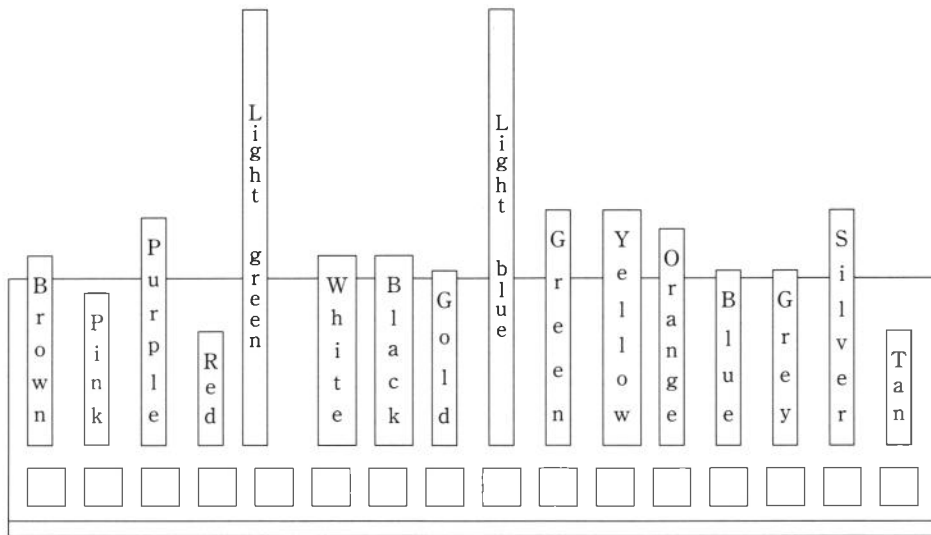 Brown
Pink
Purple
Red
Light green
White
Black
Gold
Light blue
Green
Yellow
Orange
Blue
Grey
Silver
Tan